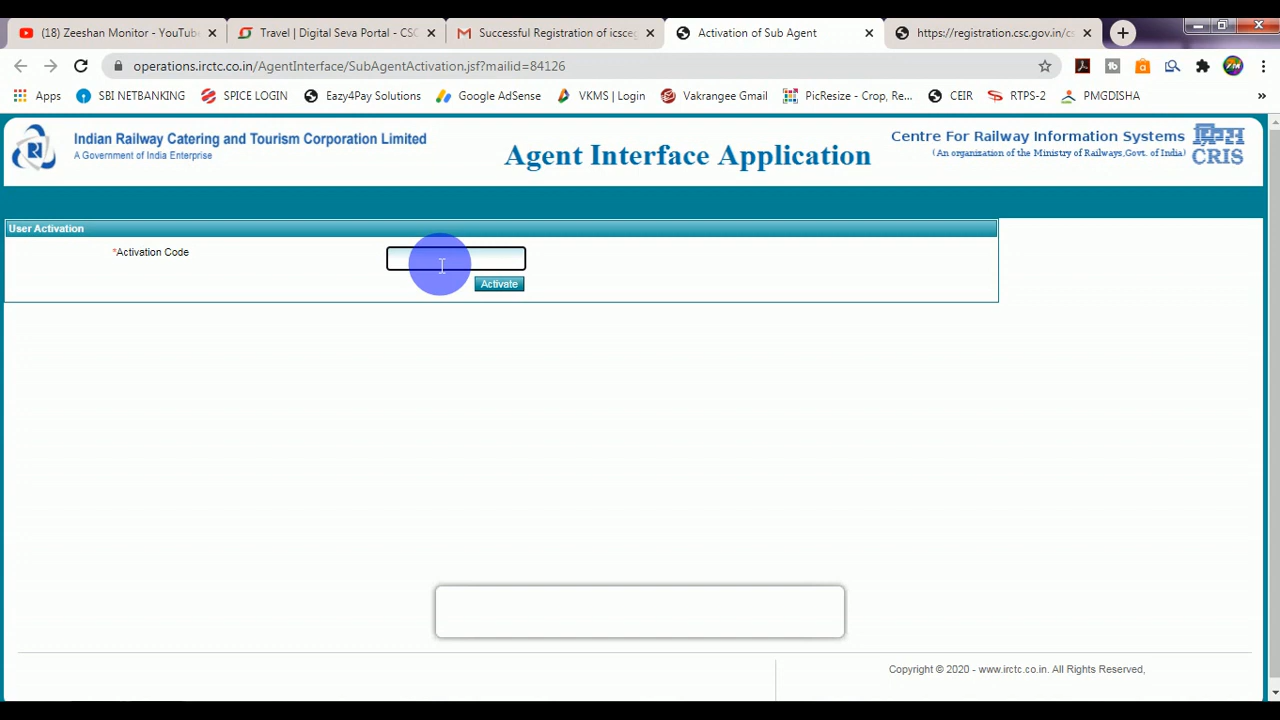 (18) Zeeshan Monitor - YouTube
Travel | Digital Seva Portal - CSC
Successful Registration of icsceg
Activation of Sub Agent
https://registration.csc.gov.in/cs
operations.irctc.co.in/AgentInterface/SubAgentActivation.jsf?mailid=84126
Apps
SBI NETBANKING
SPICE LOGIN
Eazy4Pay Solutions
Google AdSense
VKMS | Login
Vakrangee Gmail
PicResize - Crop, Re...
CEIR
RTPS-2
PMGDISHA
»
Indian Railway Catering and Tourism Corporation Limited
A Government of India Enterprise
Agent Interface Application
Centre For Railway Information Systems
(An organization of the Ministry of Railways,Govt. of India)
क्रिस
CRIS
User Activation
*Activation Code
Activate
Copyright © 2020 - www.irctc.co.in. All Rights Reserved,